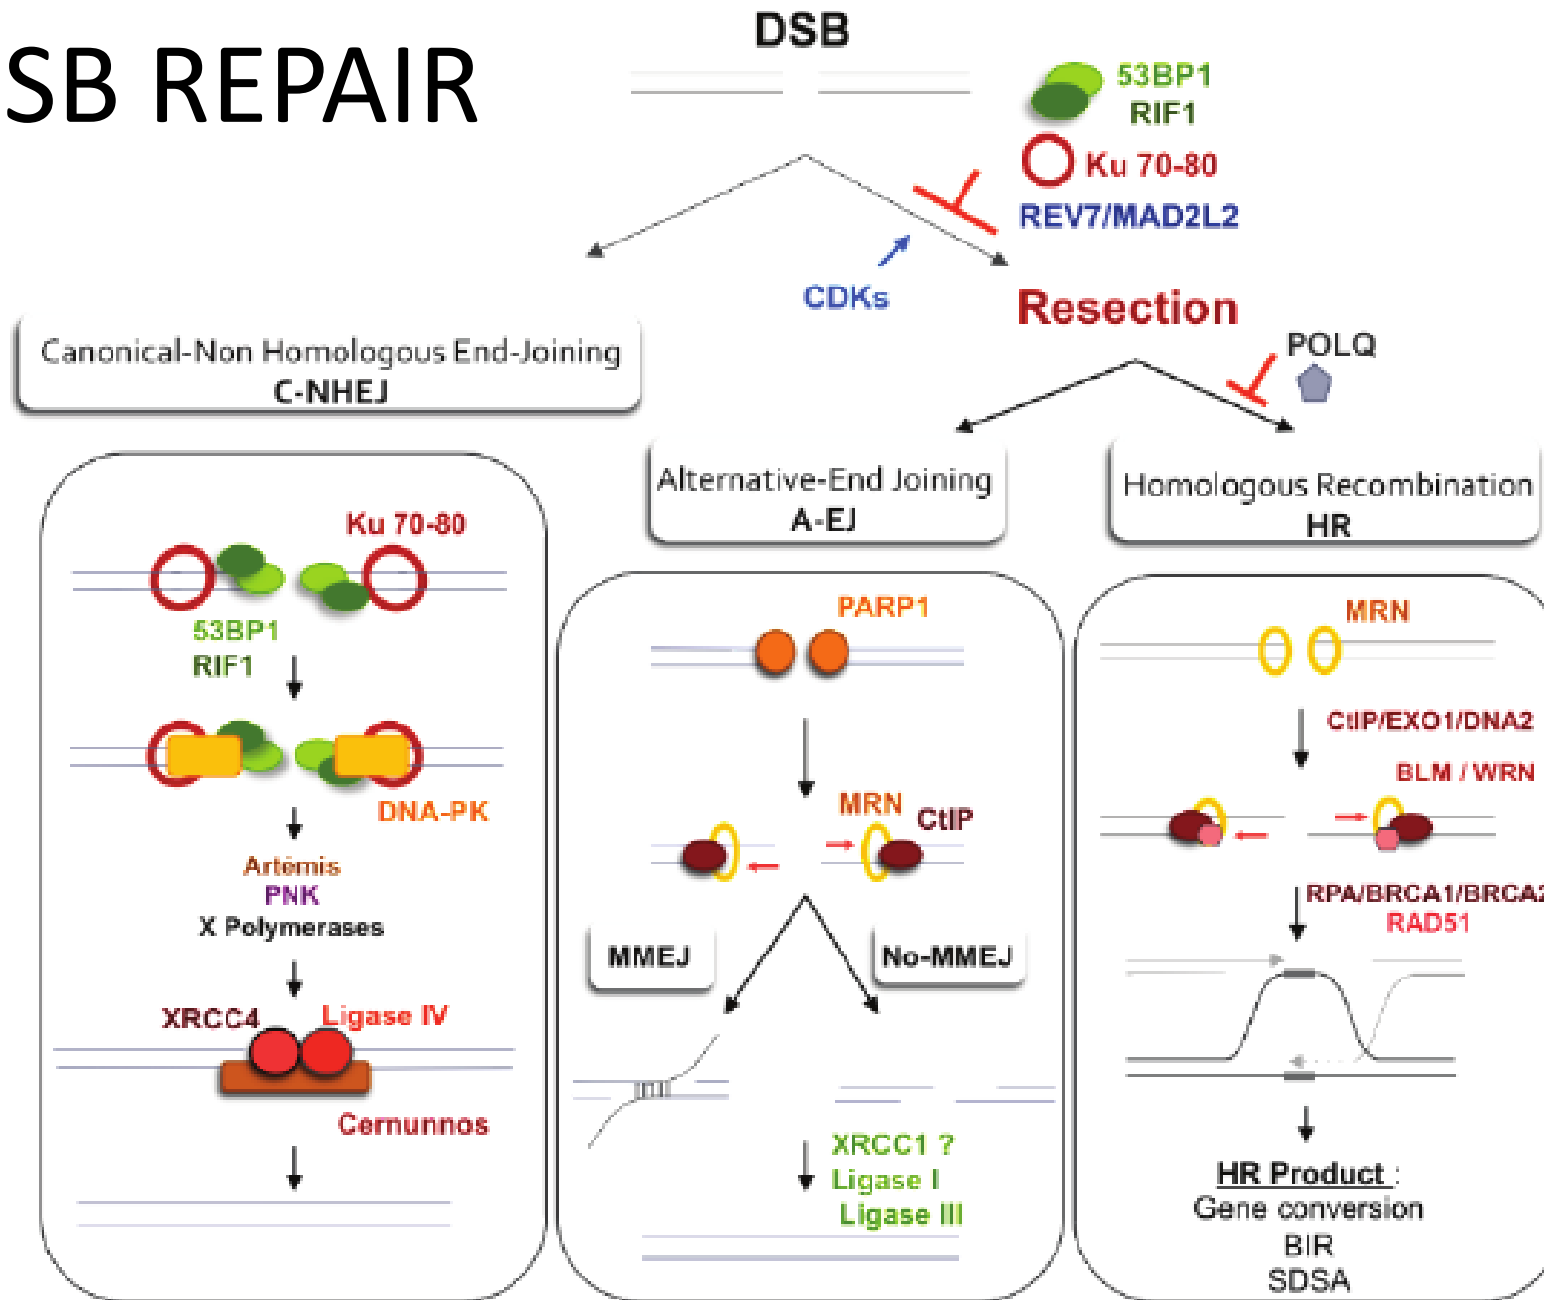 SB REPAIR
DSB
53BP1
RIF1
Ku 70-80
REV7/MAD2L2
CDKs
Resection
POLQ
Canonical-Non Homologous End-Joining
C-NHEJ
Alternative-End Joining
A-EJ
Homologous Recombination
HR
Ku 70-80
53BP1
RIF1
DNA-PK
Artemis
PNK
X Polymerases
XRCC4
Ligase IV
Cernunnos
PARP1
MRN
CtIP
MMEJ
No-MMEJ
XRCC1 ?
Ligase I
Ligase III
MRN
CtIP/EXO1/DNA2
BLM / WRN
RPA/BRCA1/BRCA2
RAD51
HR Product :
Gene conversion
BIR
SDSA